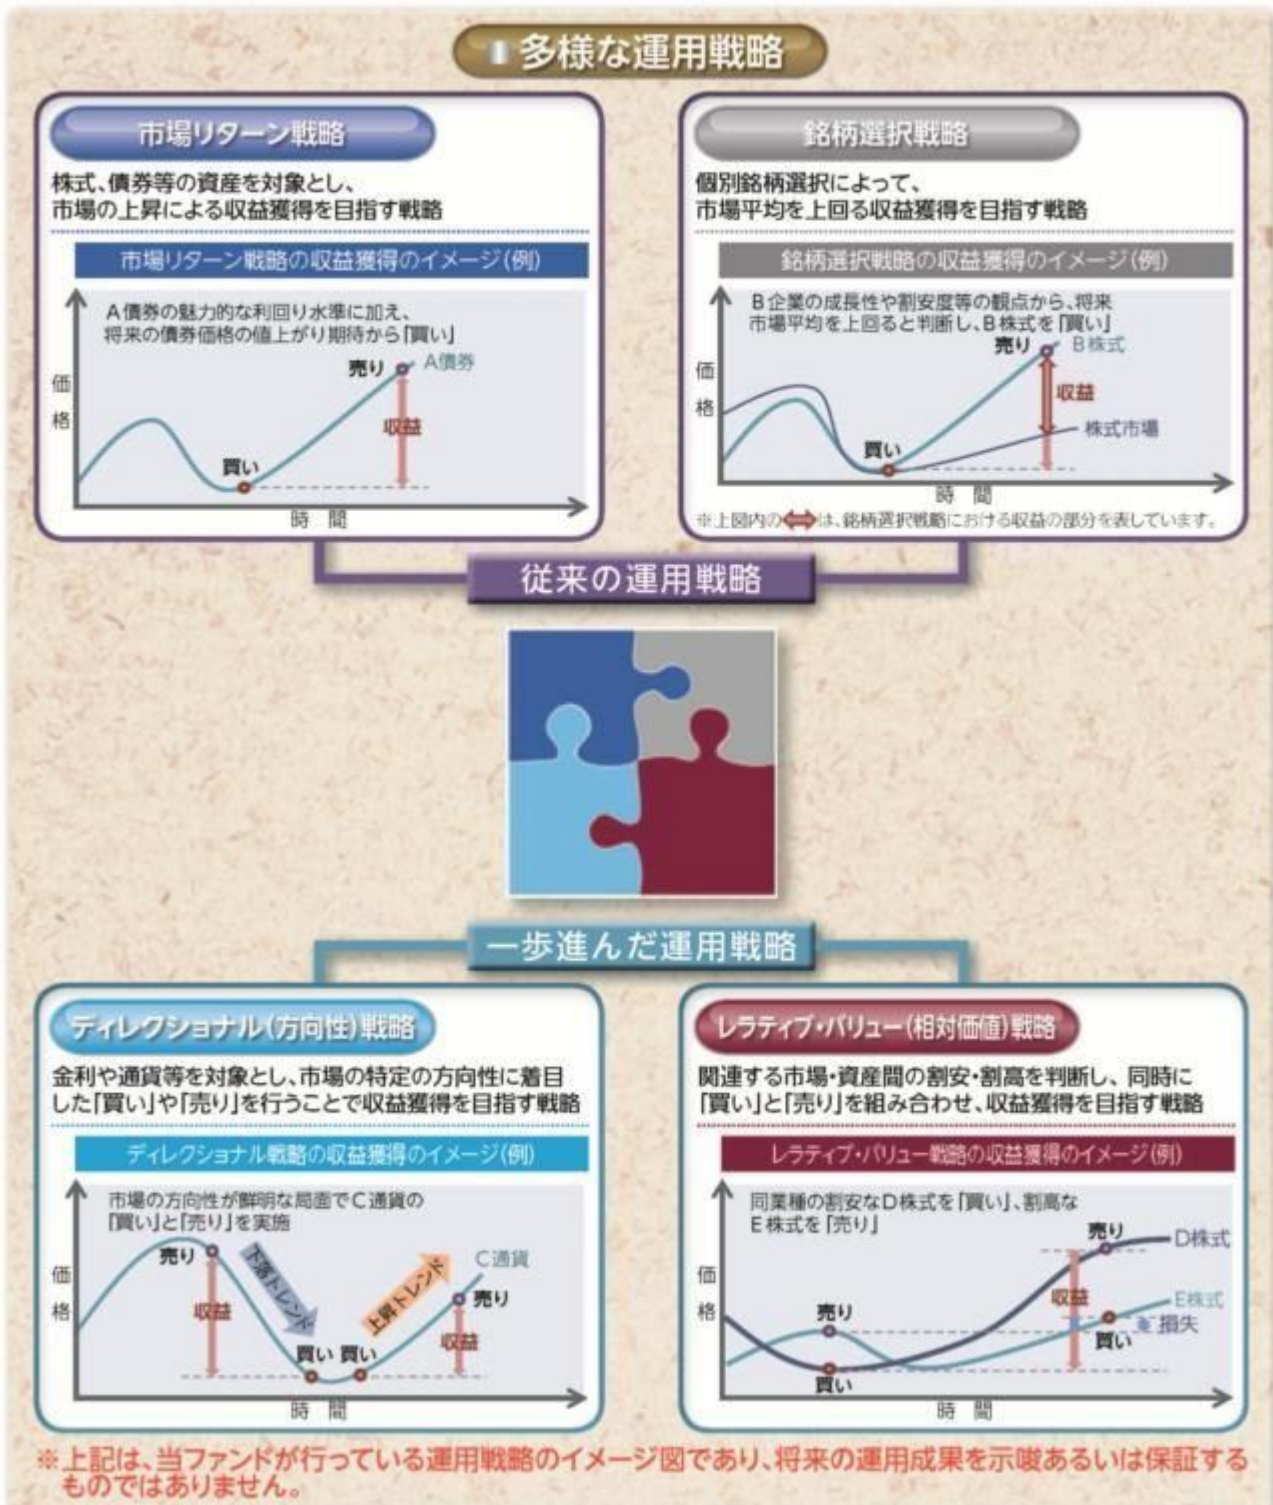 多様な運用戦略
市場リターン戦略
株式、債券等の資産を対象とし、
市場の上昇による収益獲得を目指す戦略
市場リターン戦略の収益獲得のイメージ(例)
A債券の魅力的な利回り水準に加え、
将来の債券価格の値上がり期待から「買い」
売り
A債券
価格
収益
買い
時間
銘柄選択戦略
個別銘柄選択によって、
市場平均を上回る収益獲得を目指す戦略
銘柄選択戦略の収益獲得のイメージ(例)
B企業の成長性や割安度等の観点から、将来
市場平均を上回ると判断し、B株式を「買い」
売り
B株式
価格
収益
株式市場
買い
時間
※上図内の⇔は、銘柄選択戦略における収益の部分を表しています。
従来の運用戦略
一歩進んだ運用戦略
ディレクショナル(方向性)戦略
金利や通貨等を対象とし、市場の特定の方向性に着目
した「買い」や「売り」を行うことで収益獲得を目指す戦略
ディレクショナル戦略の収益獲得のイメージ(例)
市場の方向性が鮮明な局面でC通貨の
「買い」と「売り」を実施
売り
下落トレンド
上昇トレンド
C通貨
価格
収益
売り
収益
買い
買い
時間
レラティブ・バリュー(相対価値)戦略
関連する市場・資産間の割安・割高を判断し、同時に
「買い」と「売り」を組み合わせ、収益獲得を目指す戦略
レラティブ・バリュー戦略の収益獲得のイメージ(例)
同業種の割安なD株式を「買い」、割高な
E株式を「売り」
売り
D株式
価格
収益
E株式
売り
損失
買い
買い
時間
※上記は、当ファンドが行っている運用戦略のイメージ図であり、将来の運用成果を示唆あるいは保証する
ものではありません。